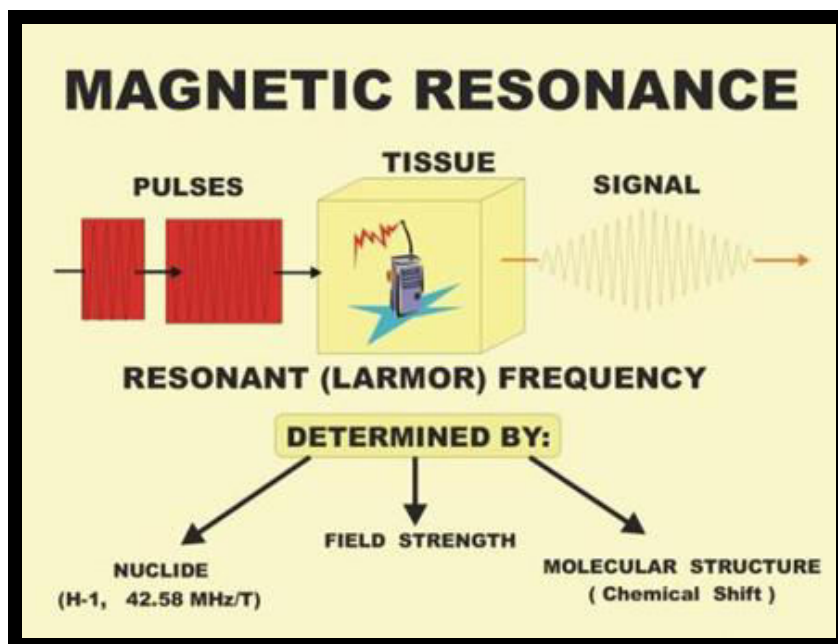 MAGNETIC RESONANCE
PULSES
TISSUE
SIGNAL
RESONANT (LARMOR) FREQUENCY
DETERMINED BY:
NUCLIDE
(H-1, 42.58 MHz/T)
FIELD STRENGTH
MOLECULAR STRUCTURE
( Chemical Shift )